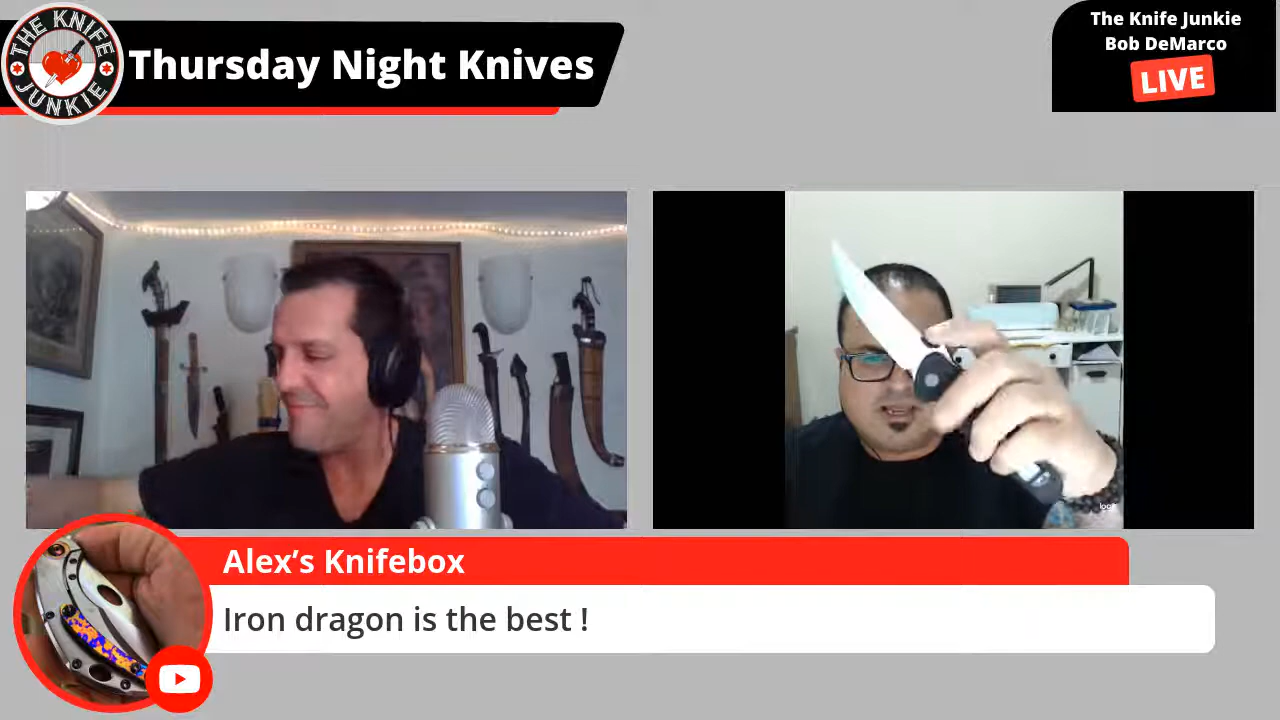 THE KNIFE
JUNKIE
Thursday Night Knives
The Knife Junkie
Bob DeMarco
LIVE
Alex’s Knifebox
Iron dragon is the best !